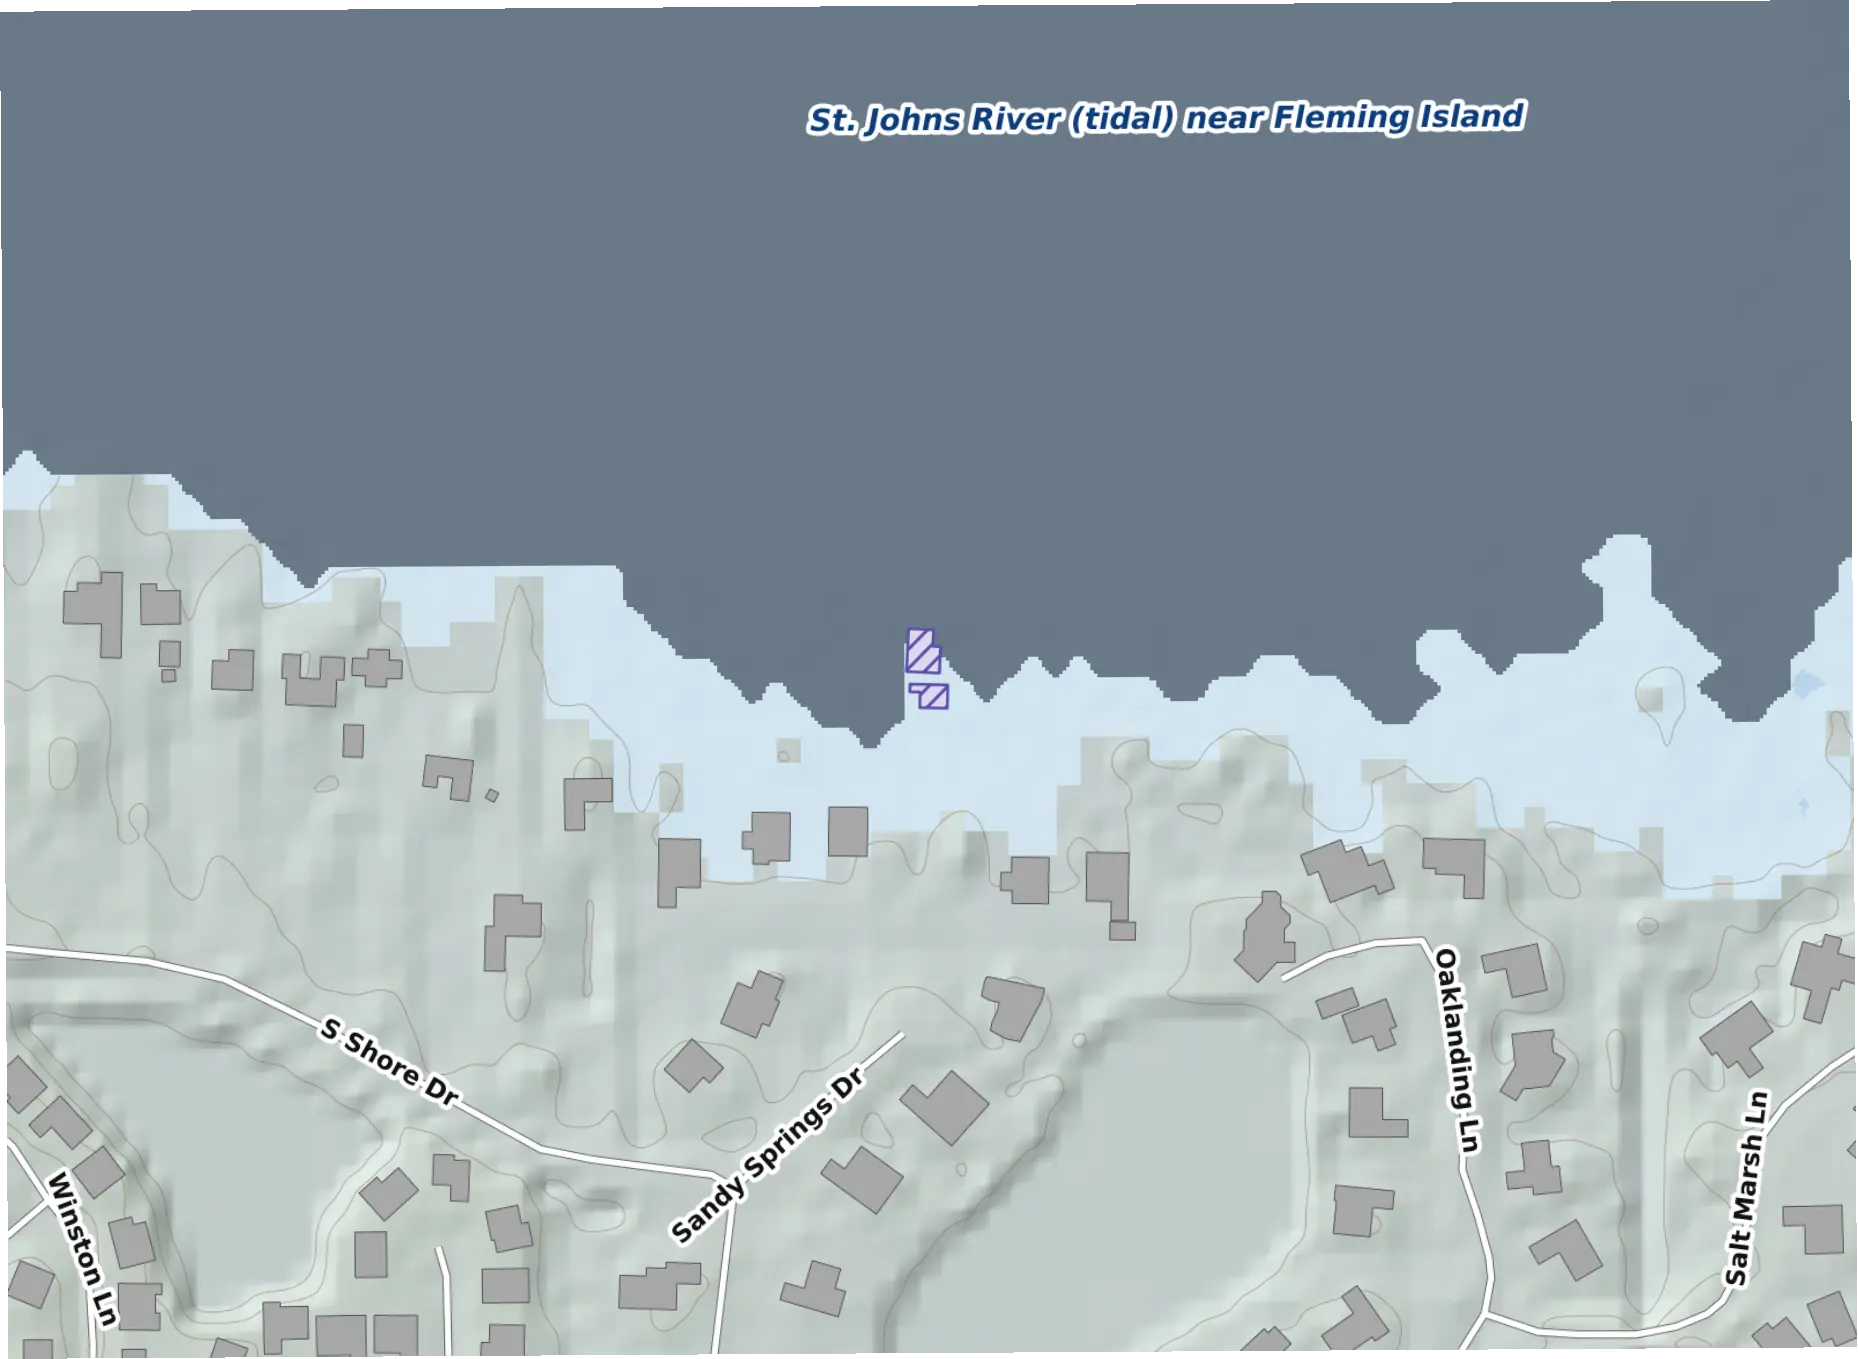 St. Johns River (tidal) near Fleming Island
S Shore Dr
Sandy Springs Dr
Oaklanding Ln
Salt Marsh Ln
Winston Ln